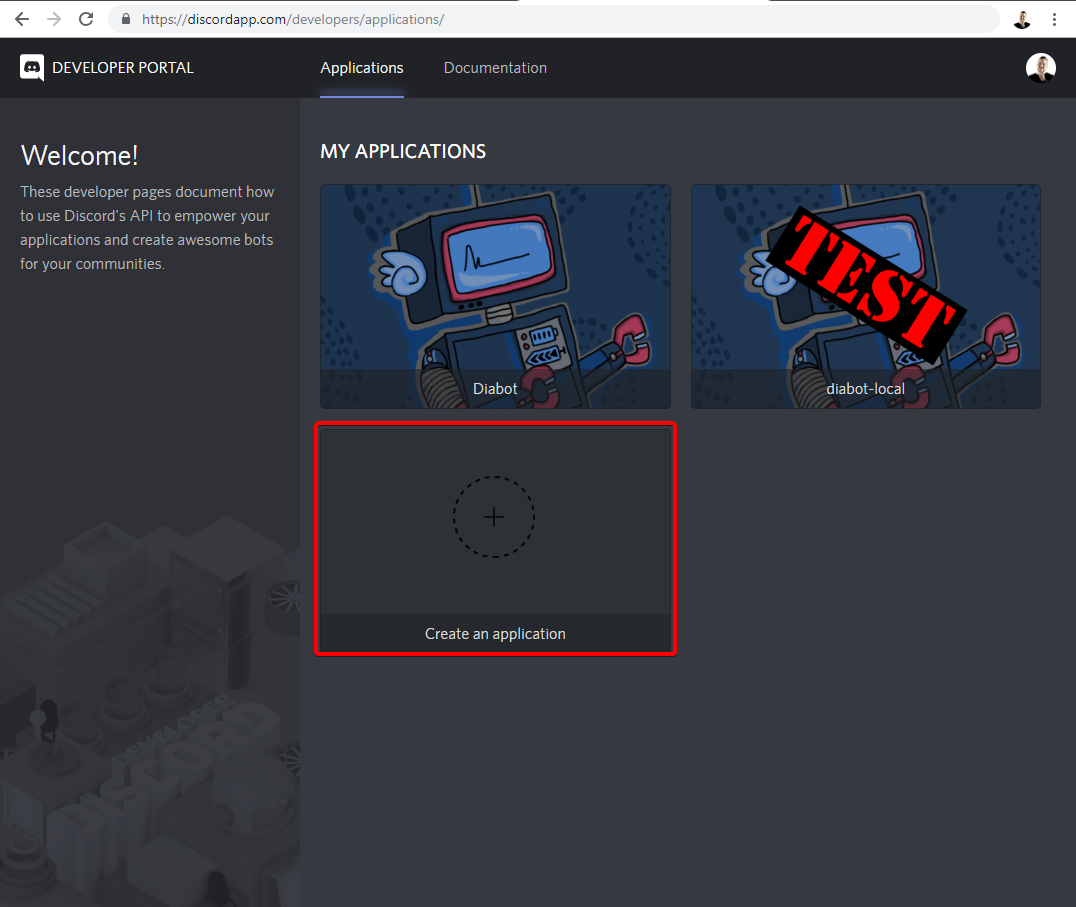 https://discordapp.com/developers/applications/
DEVELOPER PORTAL
Applications
Documentation
Welcome!
These developer pages document how
to use Discord's API to empower your
applications and create awesome bots
for your communities.
MY APPLICATIONS
Diabot
TEST
diabot-local
Create an application